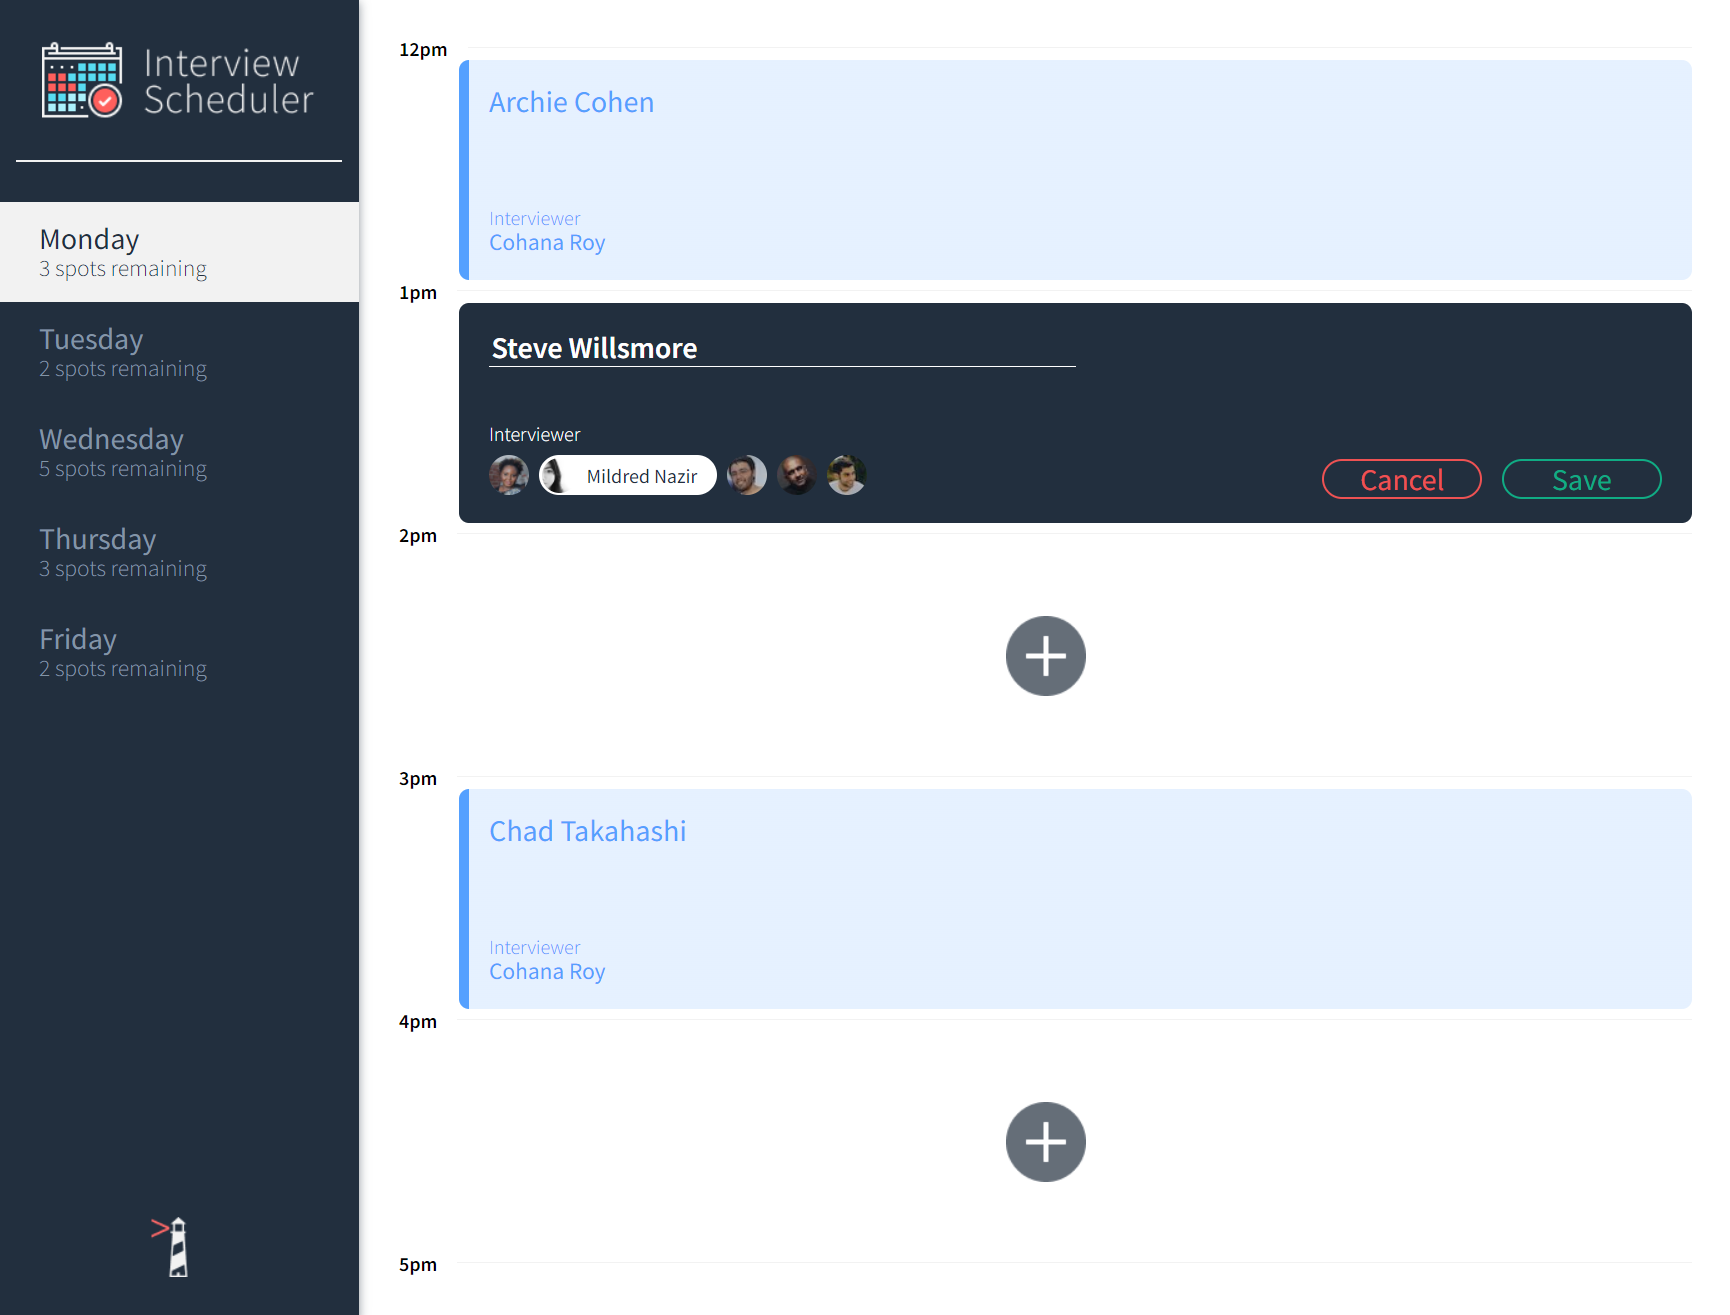 Interview
Scheduler
Monday
3 spots remaining
Tuesday
2 spots remaining
Wednesday
5 spots remaining
Thursday
3 spots remaining
Friday
2 spots remaining
12pm
Archie Cohen
Interviewer
Cohana Roy
1pm
Steve Willsmore
Interviewer
Mildred Nazir
Cancel
Save
2pm
3pm
Chad Takahashi
Interviewer
Cohana Roy
4pm
5pm